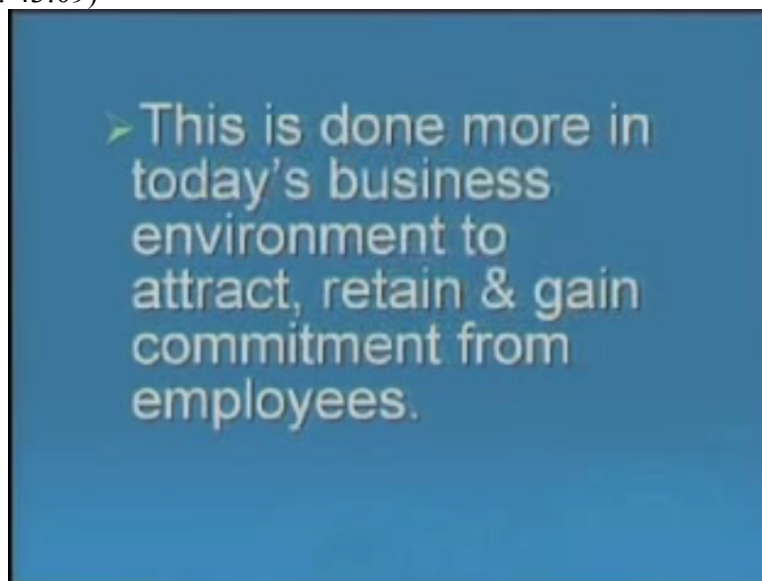 ➢This is done more in
today's business
environment to
attract, retain & gain
commitment from
employees.